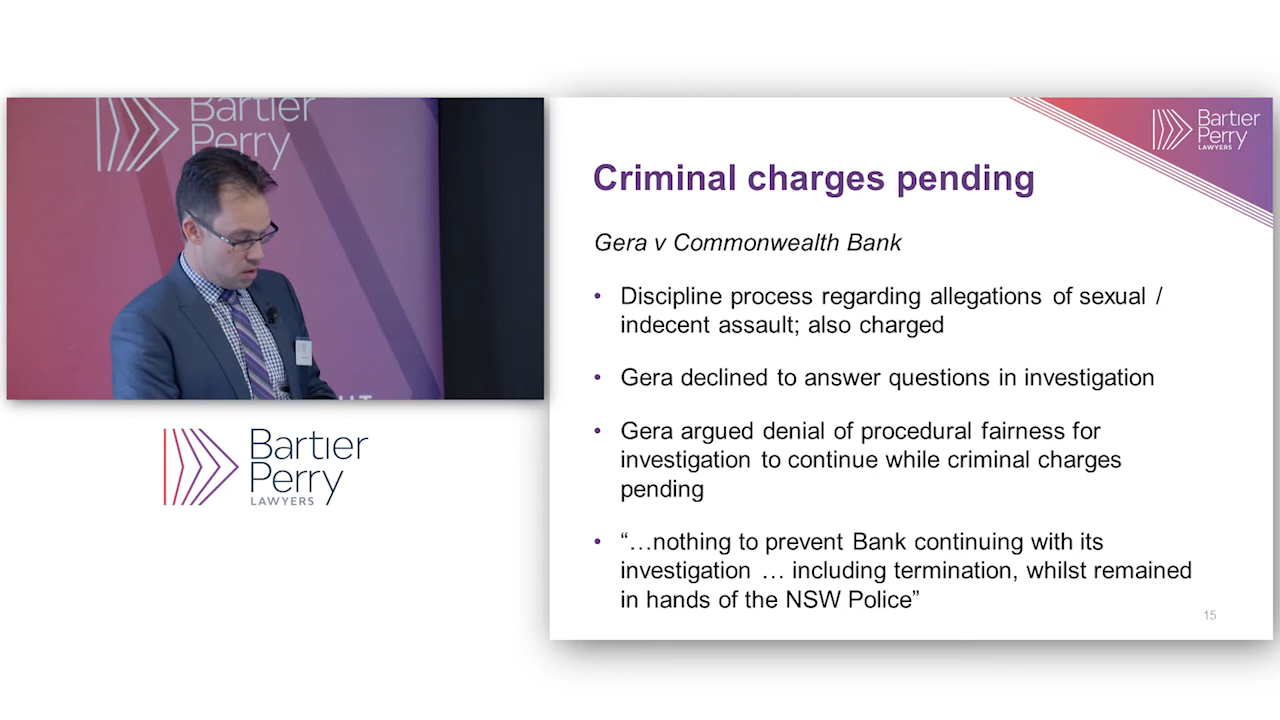 Bartier
Perry
Bartier
Perry
LAWYERS
Bartier
Perry
LAWYERS
Criminal charges pending
Gera v Commonwealth Bank
• Discipline process regarding allegations of sexual /
indecent assault; also charged
• Gera declined to answer questions in investigation
• Gera argued denial of procedural fairness for
investigation to continue while criminal charges
pending
• “…nothing to prevent Bank continuing with its
investigation … including termination, whilst remained
in hands of the NSW Police”
15